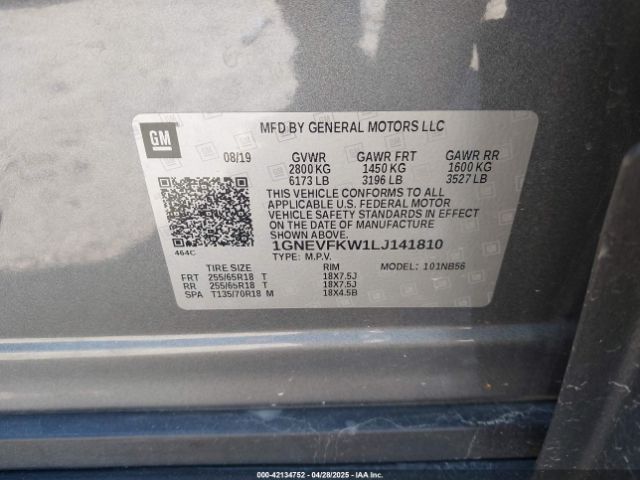 GM
MFD BY GENERAL MOTORS LLC
08/19 GVWR GAWR FRT GAWR RR
2800 KG 1450 KG 1600 KG
6173 LB 3196 LB 3527 LB
THIS VEHICLE CONFORMS TO ALL
APPLICABLE U.S. FEDERAL MOTOR
VEHICLE SAFETY STANDARDS IN EFFECT
ON THE DATE OF MANUFACTURE
SHOWN ABOVE.
464C
1GNEVFKW1LJ141810
TYPE: M.P.V. MODEL: 101NB56
TIRE SIZE RIM
FRT 255/65R18 T 18X7.5J
RR 255/65R18 T 18X7.5J
SPA T135/70R18 M 18X4.5B
000-42134752 - 04/28/2025 - IAA Inc.